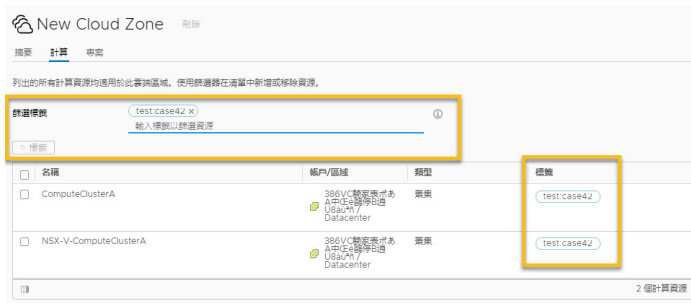 New Cloud Zone 刪除
摘要 計算 專案
列出的所有計算資源均適用於此雲端區域。使用篩選器在清單中新增或移除資源。
篩選標籤 test:case42 ×
輸入標籤以篩選資源
標籤
名稱 帳戶/區域 類型 標籤
ComputeClusterA 叢集 test:case42
386VC
Datacenter
NSX-V-ComputeClusterA 叢集 test:case42
386VC
Datacenter
2 個計算資源